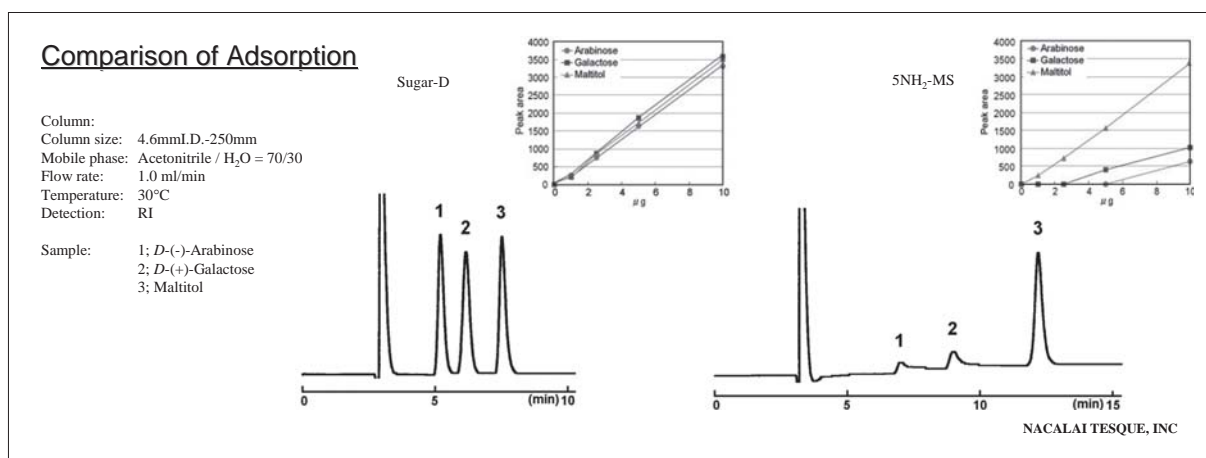 Comparison of Adsorption
Column:
Column size: 4.6mmI.D.-250mm
Mobile phase: Acetonitrile / H₂O = 70/30
Flow rate: 1.0 ml/min
Temperature: 30°C
Detection: RI
Sample: 1; D-(-)-Arabinose
2; D-(+)-Galactose
3; Maltitol
Sugar-D
4000
3500
3000
2500
2000
1500
1000
500
0
Peak area
Arabinose
Galactose
Maltitol
0 2 4 6 8 10
μg
1 2 3
0 5 (min) 10
5NH₂-MS
4000
3500
3000
2500
2000
1500
1000
500
0
Peak area
Arabinose
Galactose
Maltitol
0 2 4 6 8 10
μg
1 2 3
0 5 10 (min) 15
NACALAI TESQUE, INC